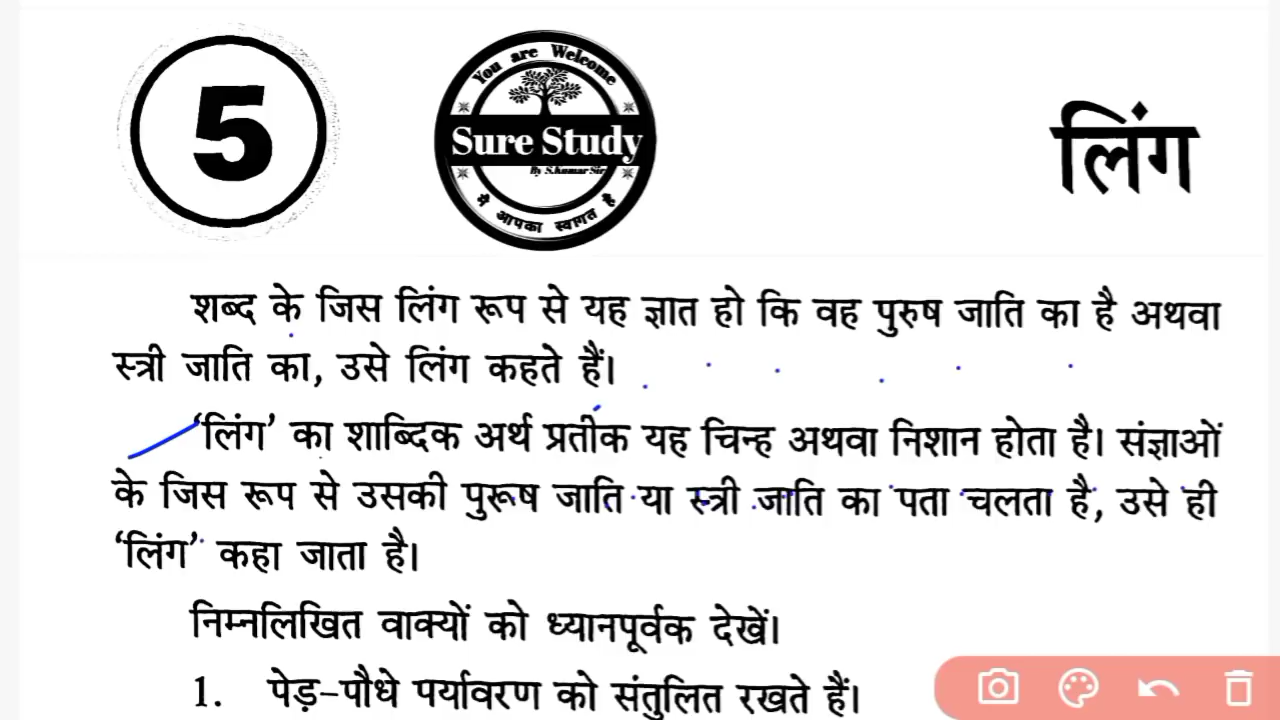 5
You are Welcome
Sure Study
By S.Kumar Sir
में आपका स्वागत है
लिंग
शब्द के जिस लिंग रूप से यह ज्ञात हो कि वह पुरुष जाति का है अथवा
स्त्री जाति का, उसे लिंग कहते हैं।
‘लिंग’ का शाब्दिक अर्थ प्रतीक यह चिन्ह अथवा निशान होता है। संज्ञाओं
के जिस रूप से उसकी पुरूष जाति या स्त्री जाति का पता चलता है, उसे ही
‘लिंग’ कहा जाता है।
निम्नलिखित वाक्यों को ध्यानपूर्वक देखें।
1. पेड़-पौधे पर्यावरण को संतुलित रखते हैं।